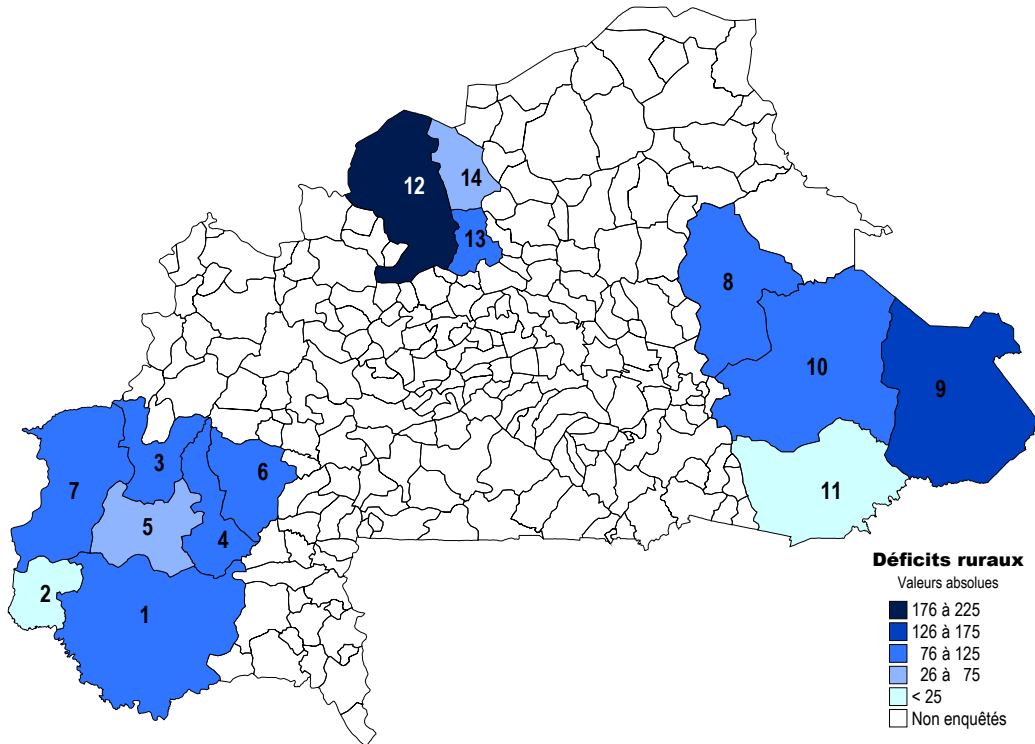 12
14
13
8
10
9
3
6
7
5
4
11
2
1
Déficits ruraux
Valeurs absolues
176 à 225
126 à 175
76 à 125
26 à 75
< 25
Non enquêtés